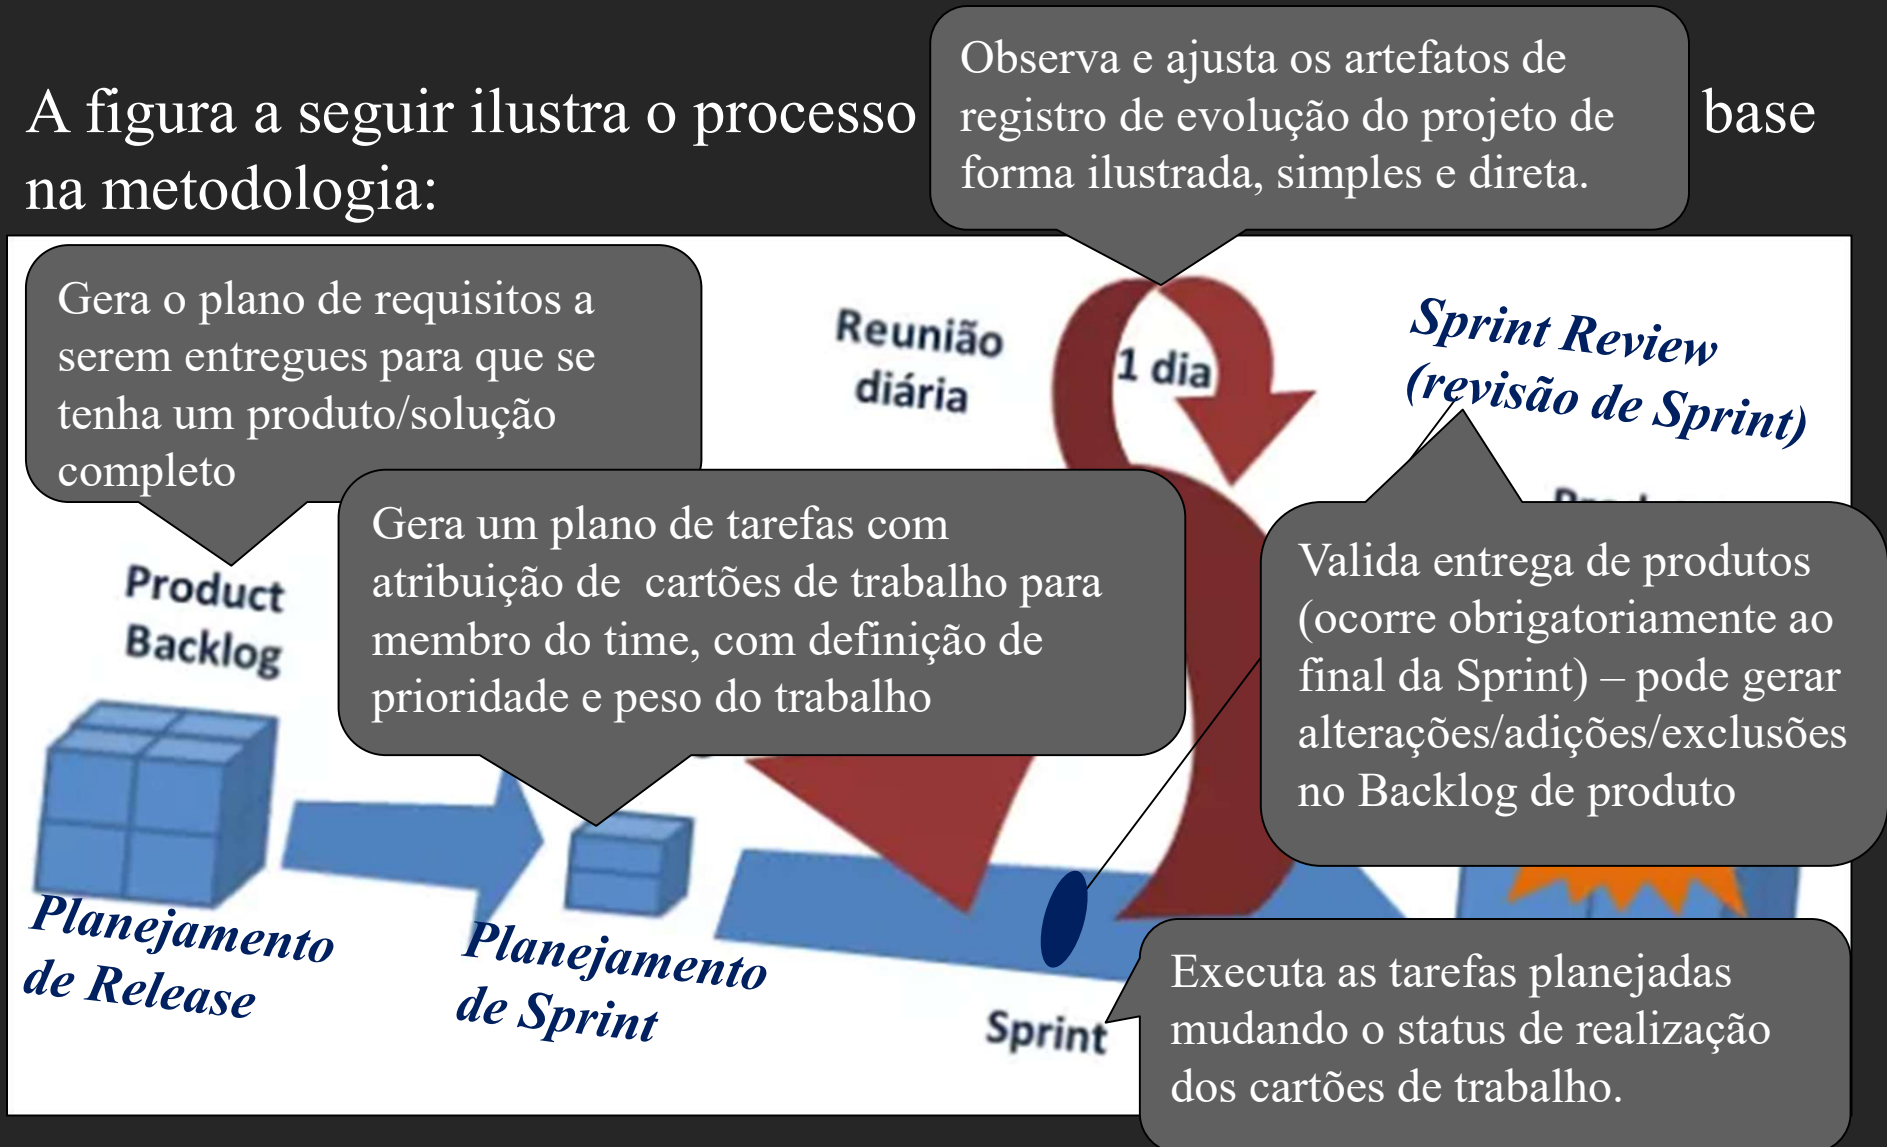 A figura a seguir ilustra o processo
base
na metodologia:
Observa e ajusta os artefatos de
registro de evolução do projeto de
forma ilustrada, simples e direta.
Gera o plano de requisitos a
serem entregues para que se
tenha um produto/solução
completo
Reunião
diária
1 dia
Sprint Review
(revisão de Sprint)
Gera um plano de tarefas com
atribuição de  cartões de trabalho para
membro do time, com definição de
prioridade e peso do trabalho
Valida entrega de produtos
(ocorre obrigatoriamente ao
final da Sprint) – pode gerar
alterações/adições/exclusões
no Backlog de produto
Product
Backlog
Planejamento
de Release
Planejamento
de Sprint
Sprint
Executa as tarefas planejadas
mudando o status de realização
dos cartões de trabalho.